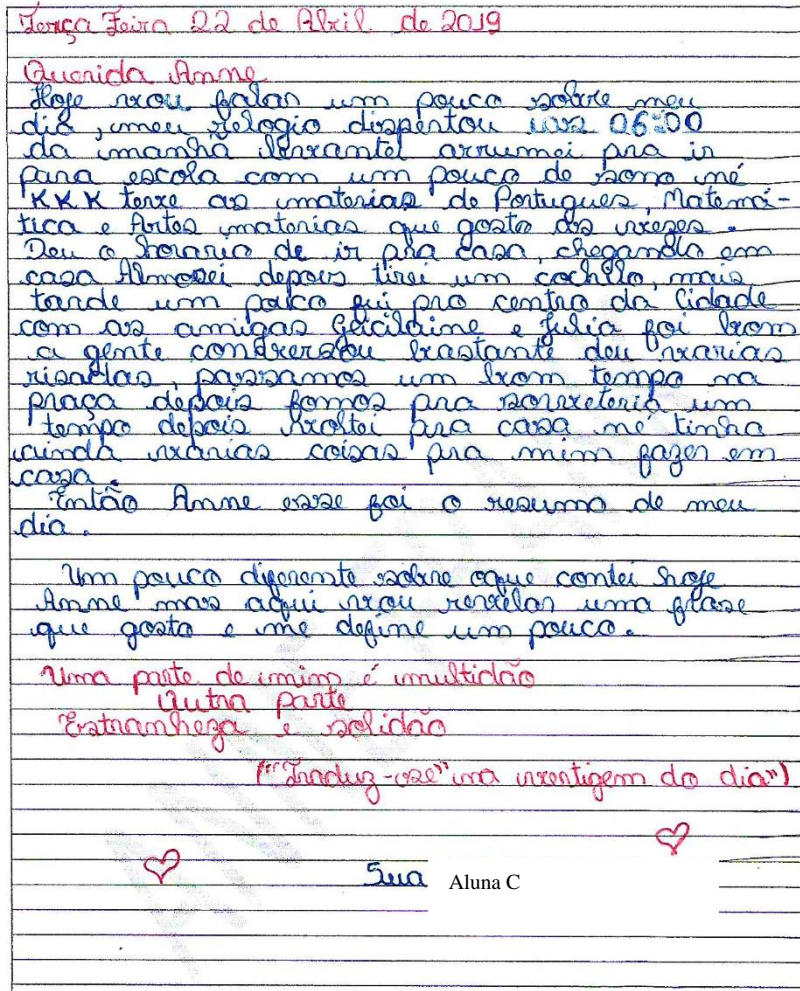 Terça Feira 22 de Abril de 2019
Querida Anne
Hoje vou falar um pouco sobre meu
dia, meu relogio dispertou as 06:00
da manhã levantei arrumei pra ir
para escola com um pouco de sono né
KKK teve as materias de Portugues, Matemá-
tica e Artes materias que gosto as vezes.
Deu o horario de ir pra casa, chegando em
casa Almosei depois tirei um cochilo, mais
tarde um pouco fui pro centro da Cidade
com as amigas Geicilaine e Julia foi bom
a gente conversou bastante deu varias
risadas, passamos um bom tempo na
praça depois fomos pra sorveteria um
tempo depois voltei pra casa né tinha
ainda varias coisas pra mim fazer em
casa.
Então Anne esse foi o resumo de meu
dia.
Um pouco diferente sobre oque contei hoje
Anne mas aqui vou revelar uma frase
que gosto e me define um pouco.
Uma parte de mim é multidão
Outra parte
Estranheza e solidão
("Traduz-se" na vertigem do dia")
Sua Aluna C